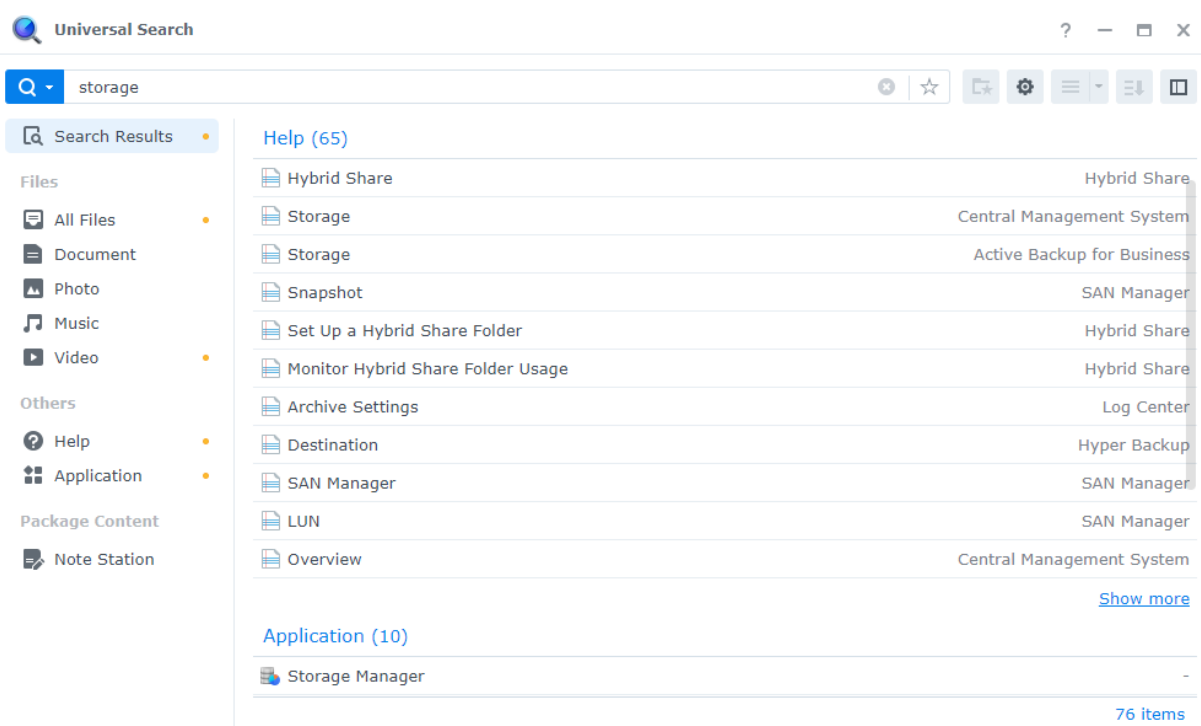 Universal Search
?
storage
Search Results
Files
All Files
Document
Photo
Music
Video
Others
Help
Application
Package Content
Note Station
Help (65)
Hybrid Share Hybrid Share
Storage Central Management System
Storage Active Backup for Business
Snapshot SAN Manager
Set Up a Hybrid Share Folder Hybrid Share
Monitor Hybrid Share Folder Usage Hybrid Share
Archive Settings Log Center
Destination Hyper Backup
SAN Manager SAN Manager
LUN SAN Manager
Overview Central Management System
Show more
Application (10)
Storage Manager -
76 items